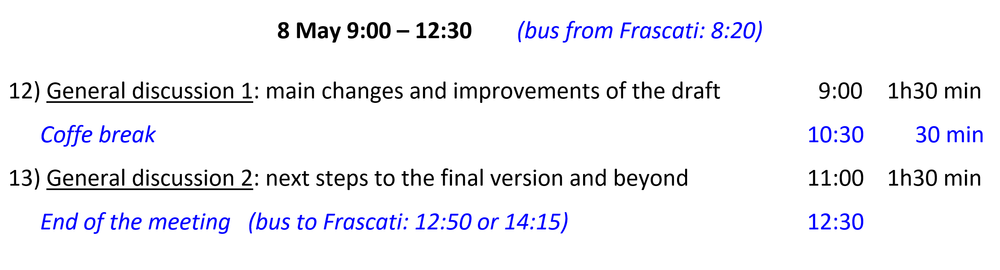 8 May 9:00 – 12:30 (bus from Frascati: 8:20)
12) General discussion 1: main changes and improvements of the draft 9:00 1h30 min
Coffe break 10:30 30 min
13) General discussion 2: next steps to the final version and beyond 11:00 1h30 min
End of the meeting (bus to Frascati: 12:50 or 14:15) 12:30